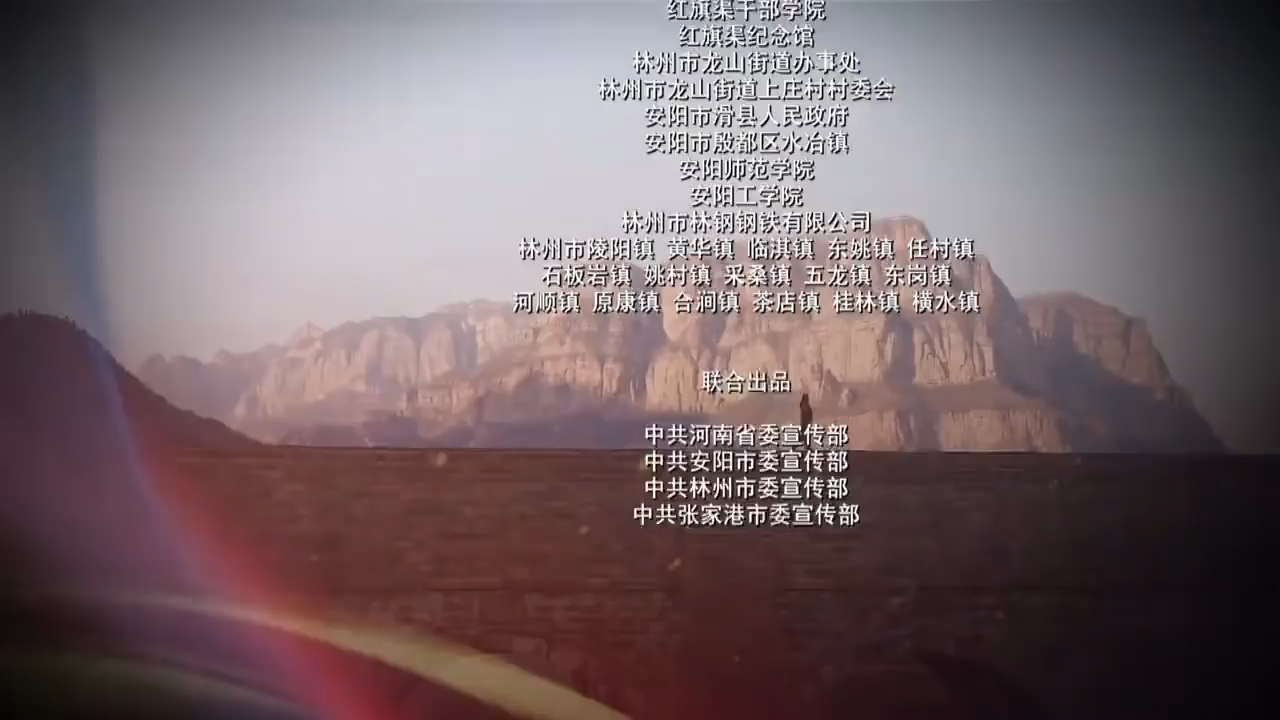 红旗渠干部学院
红旗渠纪念馆
林州市龙山街道办事处
林州市龙山街道上庄村村委会
安阳市滑县人民政府
安阳市殷都区水冶镇
安阳师范学院
安阳工学院
林州市林钢钢铁有限公司
林州市陵阳镇 黄华镇 临淇镇 东姚镇 任村镇
石板岩镇 姚村镇 采桑镇 五龙镇 东岗镇
河顺镇 原康镇 合涧镇 茶店镇 桂林镇 横水镇
联合出品
中共河南省委宣传部
中共安阳市委宣传部
中共林州市委宣传部
中共张家港市委宣传部